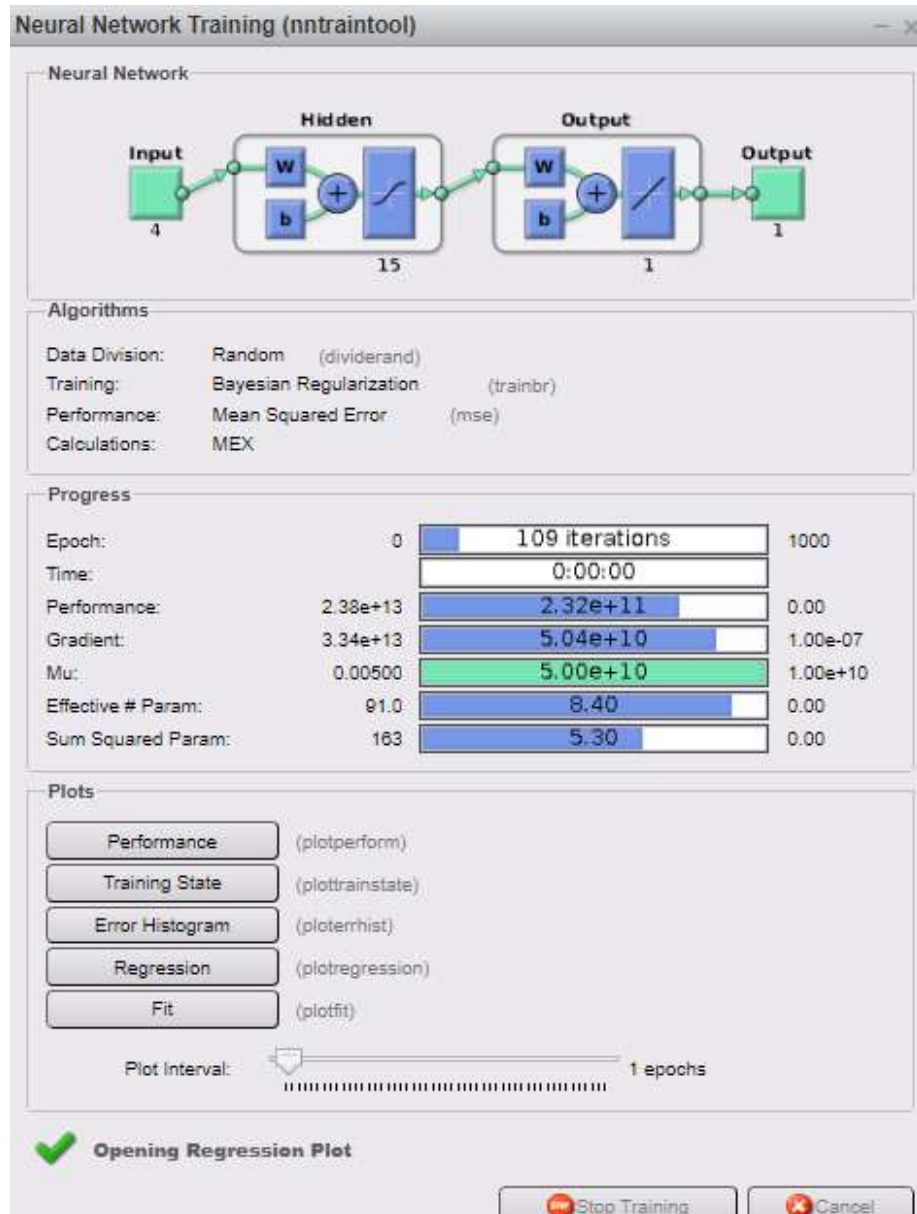 Neural Network Training (nntraintool)
Neural Network
Hidden
Output
Input
Output
W
b
+
W
b
+
4
15
1
1
Algorithms
Data Division: Random (dividerand)
Training: Bayesian Regularization (trainbr)
Performance: Mean Squared Error (mse)
Calculations: MEX
Progress
Epoch: 0 109 iterations 1000
Time: 0:00:00
Performance: 2.38e+13 2.32e+11 0.00
Gradient: 3.34e+13 5.04e+10 1.00e-07
Mu: 0.00500 5.00e+10 1.00e+10
Effective # Param: 91.0 8.40 0.00
Sum Squared Param: 163 5.30 0.00
Plots
Performance (plotperform)
Training State (plottrainstate)
Error Histogram (ploterrhist)
Regression (plotregression)
Fit (plotfit)
Plot Interval: 1 epochs
Opening Regression Plot
Stop Training Cancel